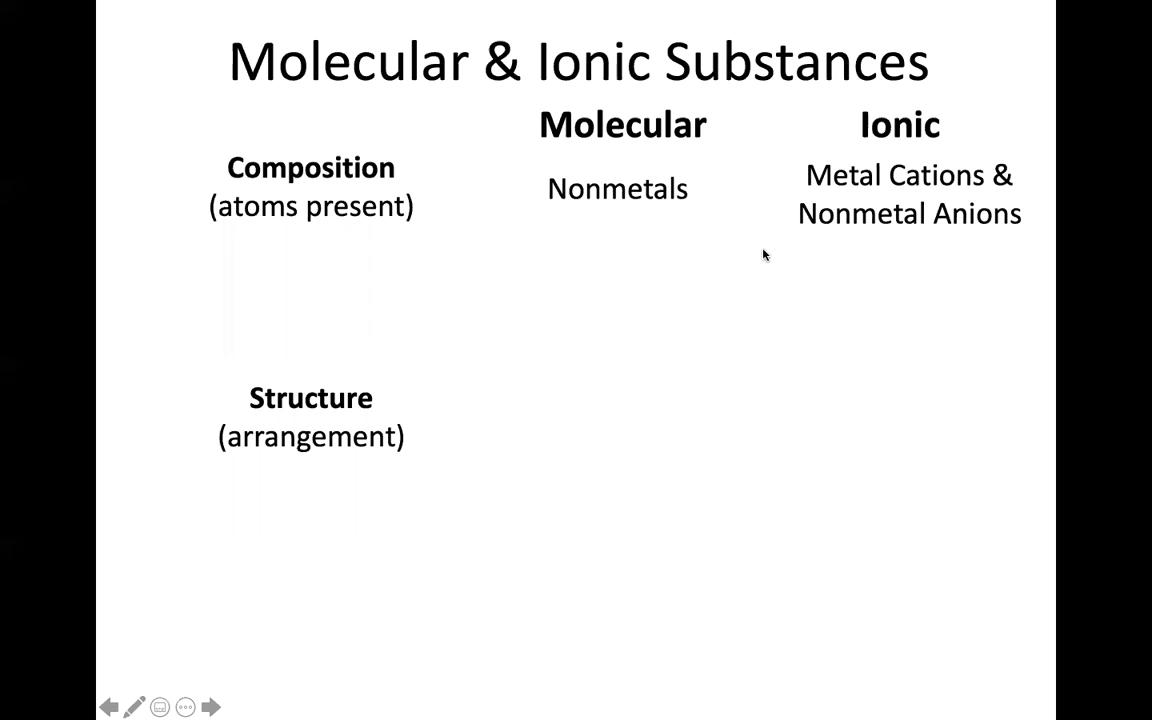 Molecular & Ionic Substances
Molecular
Ionic
Composition
(atoms present)
Nonmetals
Metal Cations &
Nonmetal Anions
Structure
(arrangement)